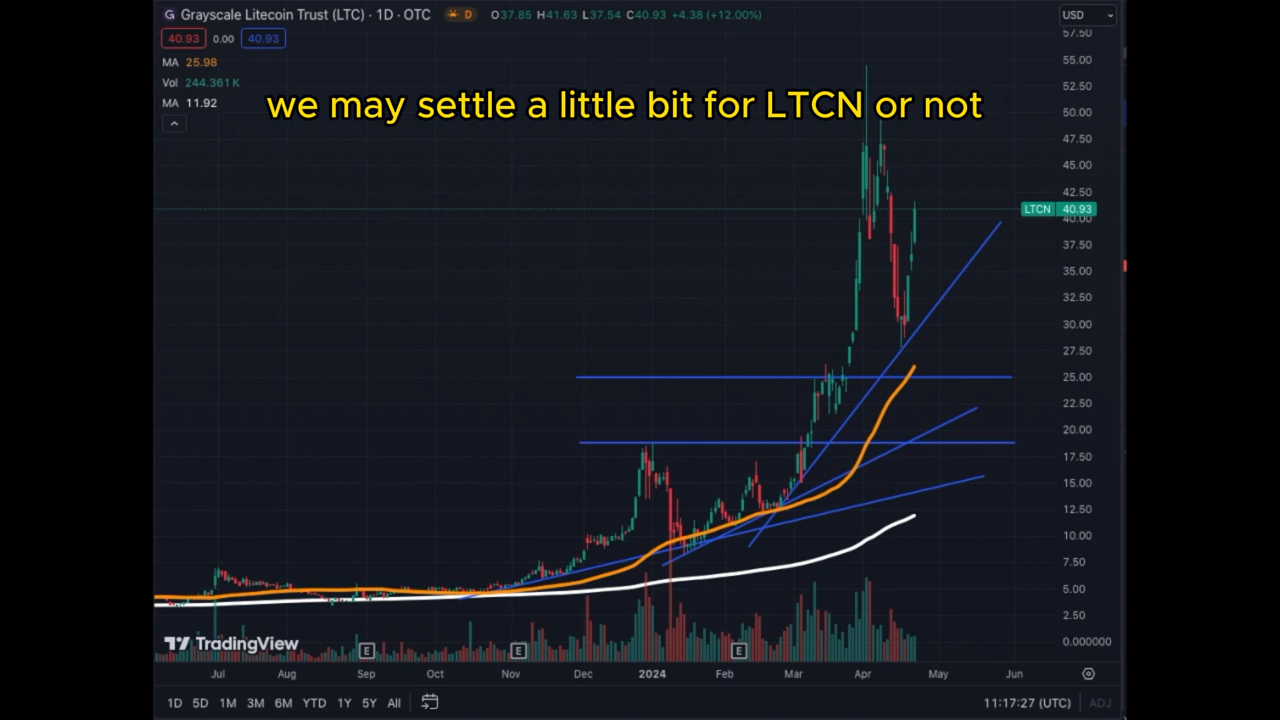 Grayscale Litecoin Trust (LTC) · 1D · OTC D O37.85 H41.63 L37.54 C40.93 +4.38 (+12.00%) USD
40.93 0.00 40.93
MA 25.98
Vol 244.361 K
MA 11.92
we may settle a little bit for LTCN or not
57.50
55.00
52.50
50.00
47.50
45.00
42.50
LTCN 40.93
40.00
37.50
35.00
32.50
30.00
27.50
25.00
22.50
20.00
17.50
15.00
12.50
10.00
7.50
5.00
2.50
0.000000
TradingView
E E E
Jul Aug Sep Oct Nov Dec 2024 Feb Mar Apr May Jun
1D 5D 1M 3M 6M YTD 1Y 5Y All 11:17:27 (UTC) ADJ